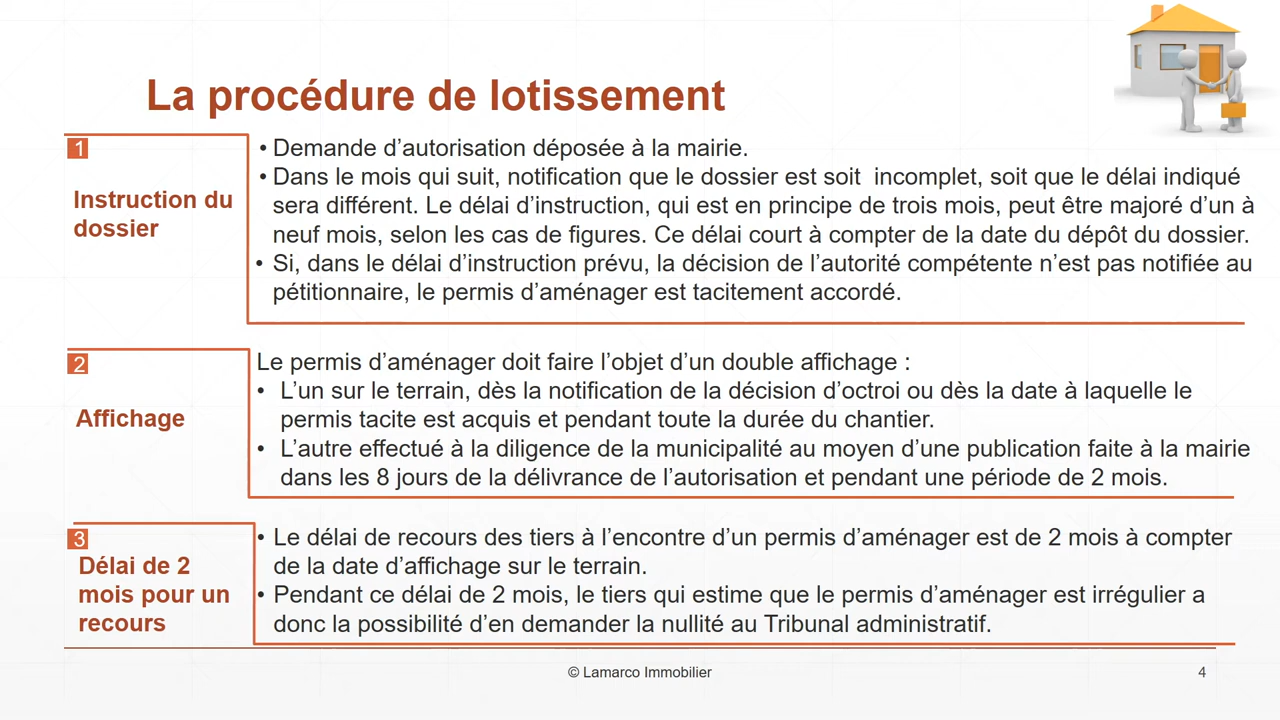 La procédure de lotissement
1
Instruction du
dossier
• Demande d’autorisation déposée à la mairie.
• Dans le mois qui suit, notification que le dossier est soit  incomplet, soit que le délai indiqué
sera différent. Le délai d’instruction, qui est en principe de trois mois, peut être majoré d’un à
neuf mois, selon les cas de figures. Ce délai court à compter de la date du dépôt du dossier.
• Si, dans le délai d’instruction prévu, la décision de l’autorité compétente n’est pas notifiée au
pétitionnaire, le permis d’aménager est tacitement accordé.
2
Affichage
Le permis d’aménager doit faire l’objet d’un double affichage :
• L’un sur le terrain, dès la notification de la décision d’octroi ou dès la date à laquelle le
permis tacite est acquis et pendant toute la durée du chantier.
• L’autre effectué à la diligence de la municipalité au moyen d’une publication faite à la mairie
dans les 8 jours de la délivrance de l’autorisation et pendant une période de 2 mois.
3
Délai de 2
mois pour un
recours
• Le délai de recours des tiers à l’encontre d’un permis d’aménager est de 2 mois à compter
de la date d’affichage sur le terrain.
• Pendant ce délai de 2 mois, le tiers qui estime que le permis d’aménager est irrégulier a
donc la possibilité d’en demander la nullité au Tribunal administratif.
© Lamarco Immobilier
4